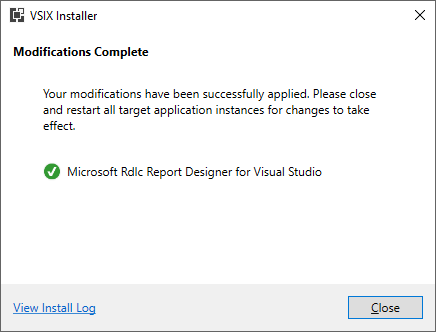 VSIX Installer
Modifications Complete
Your modifications have been successfully applied. Please close
and restart all target application instances for changes to take
effect.
Microsoft Rdlc Report Designer for Visual Studio
View Install Log
Close